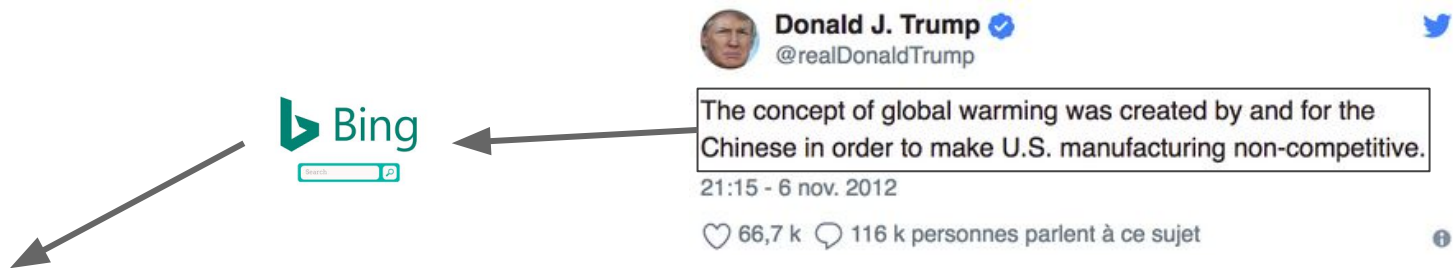 Donald J. Trump
@realDonaldTrump
The concept of global warming was created by and for the
Chinese in order to make U.S. manufacturing non-competitive.
21:15 - 6 nov. 2012
66,7 k 116 k personnes parlent à ce sujet
Bing
Search